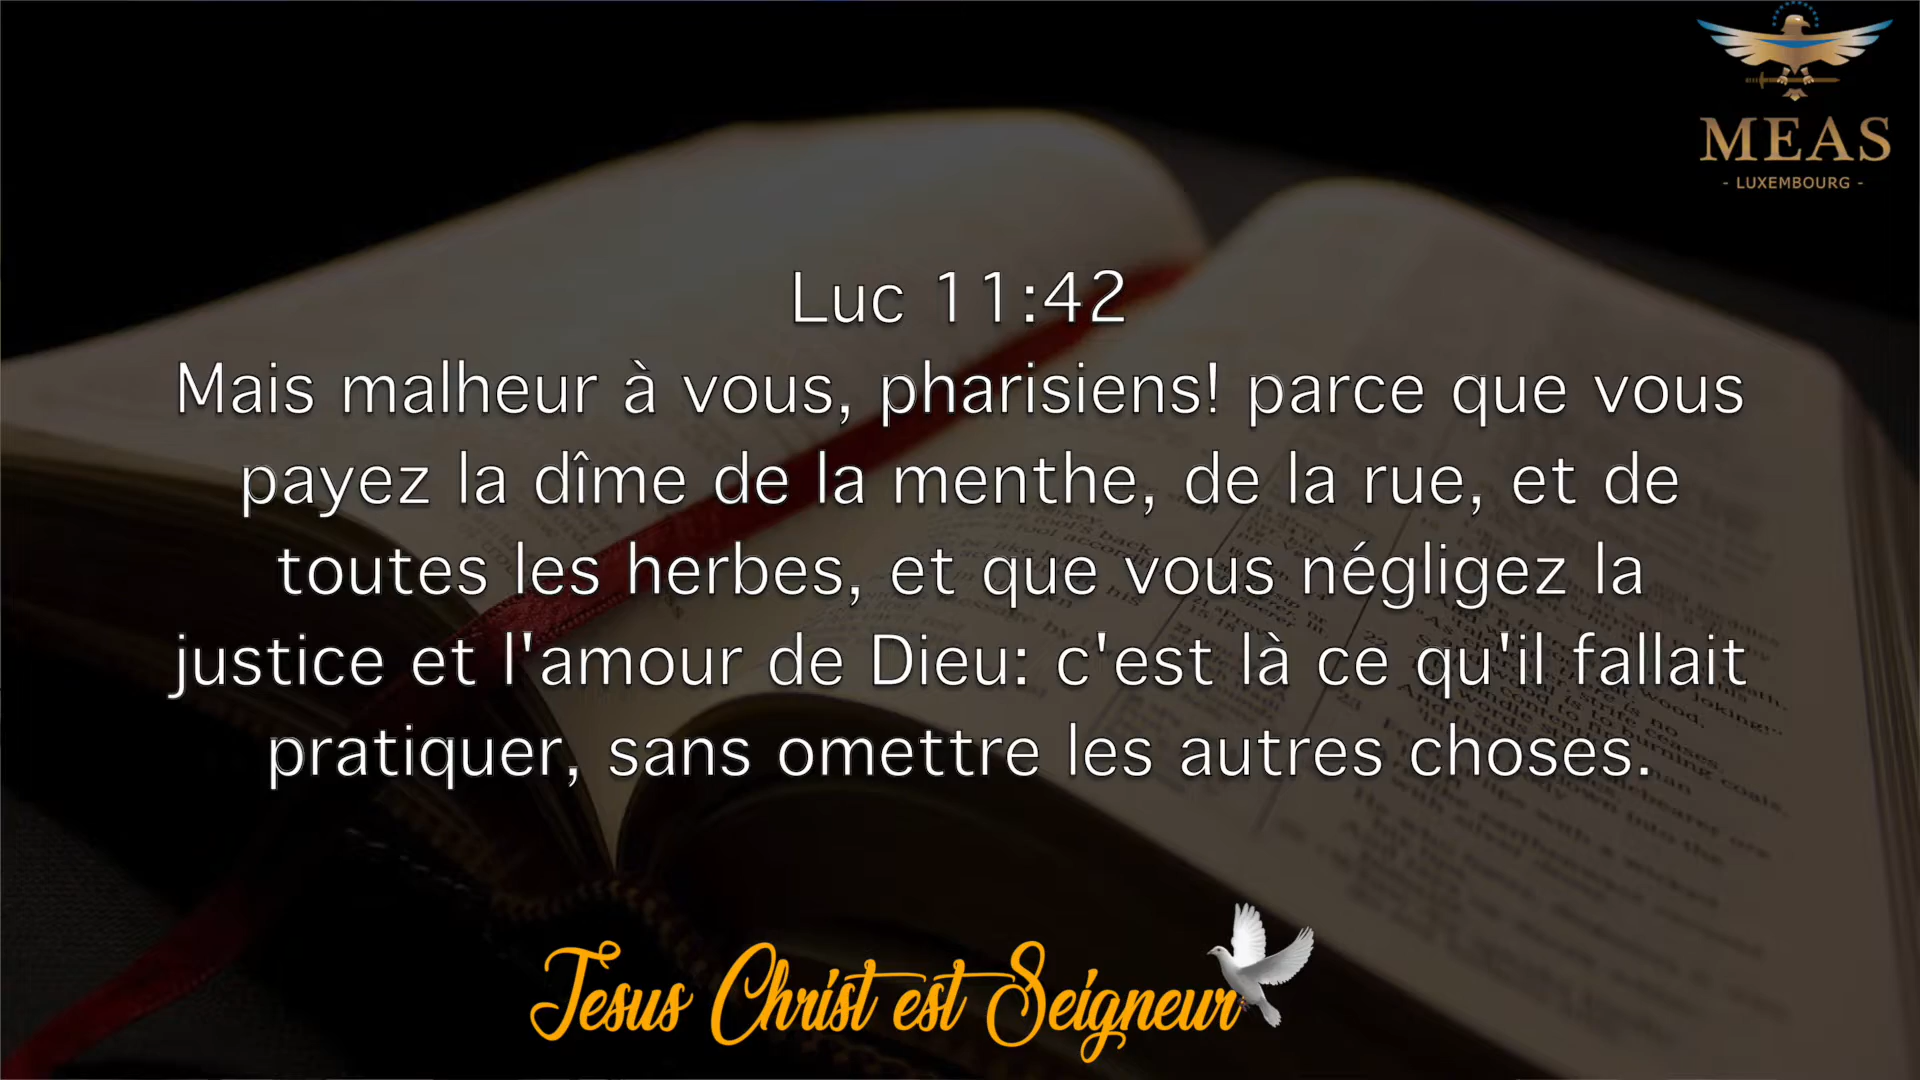 MEAS
- LUXEMBOURG -
Luc 11:42
Mais malheur à vous, pharisiens! parce que vous
payez la dîme de la menthe, de la rue, et de
toutes les herbes, et que vous négligez la
justice et l'amour de Dieu: c'est là ce qu'il fallait
pratiquer, sans omettre les autres choses.
Jesus Christ est Seigneur